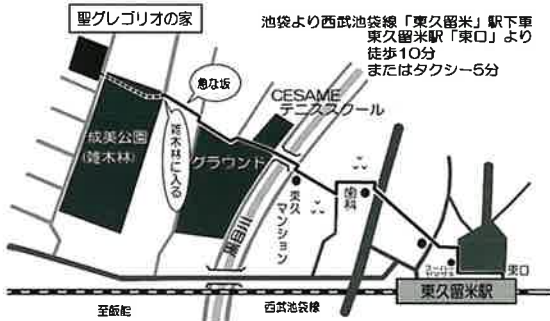 聖グレゴリオの家
池袋より西武池袋線「東久留米」駅下車
東久留米駅「東口」より
徒歩10分
またはタクシー5分
急な坂
CESAME
テニススクール
成美公園
(雑木林)
雑木林に入る
グラウンド
東久
マンション
歯科
東口
東久留米駅
至飯能
西武池袋線